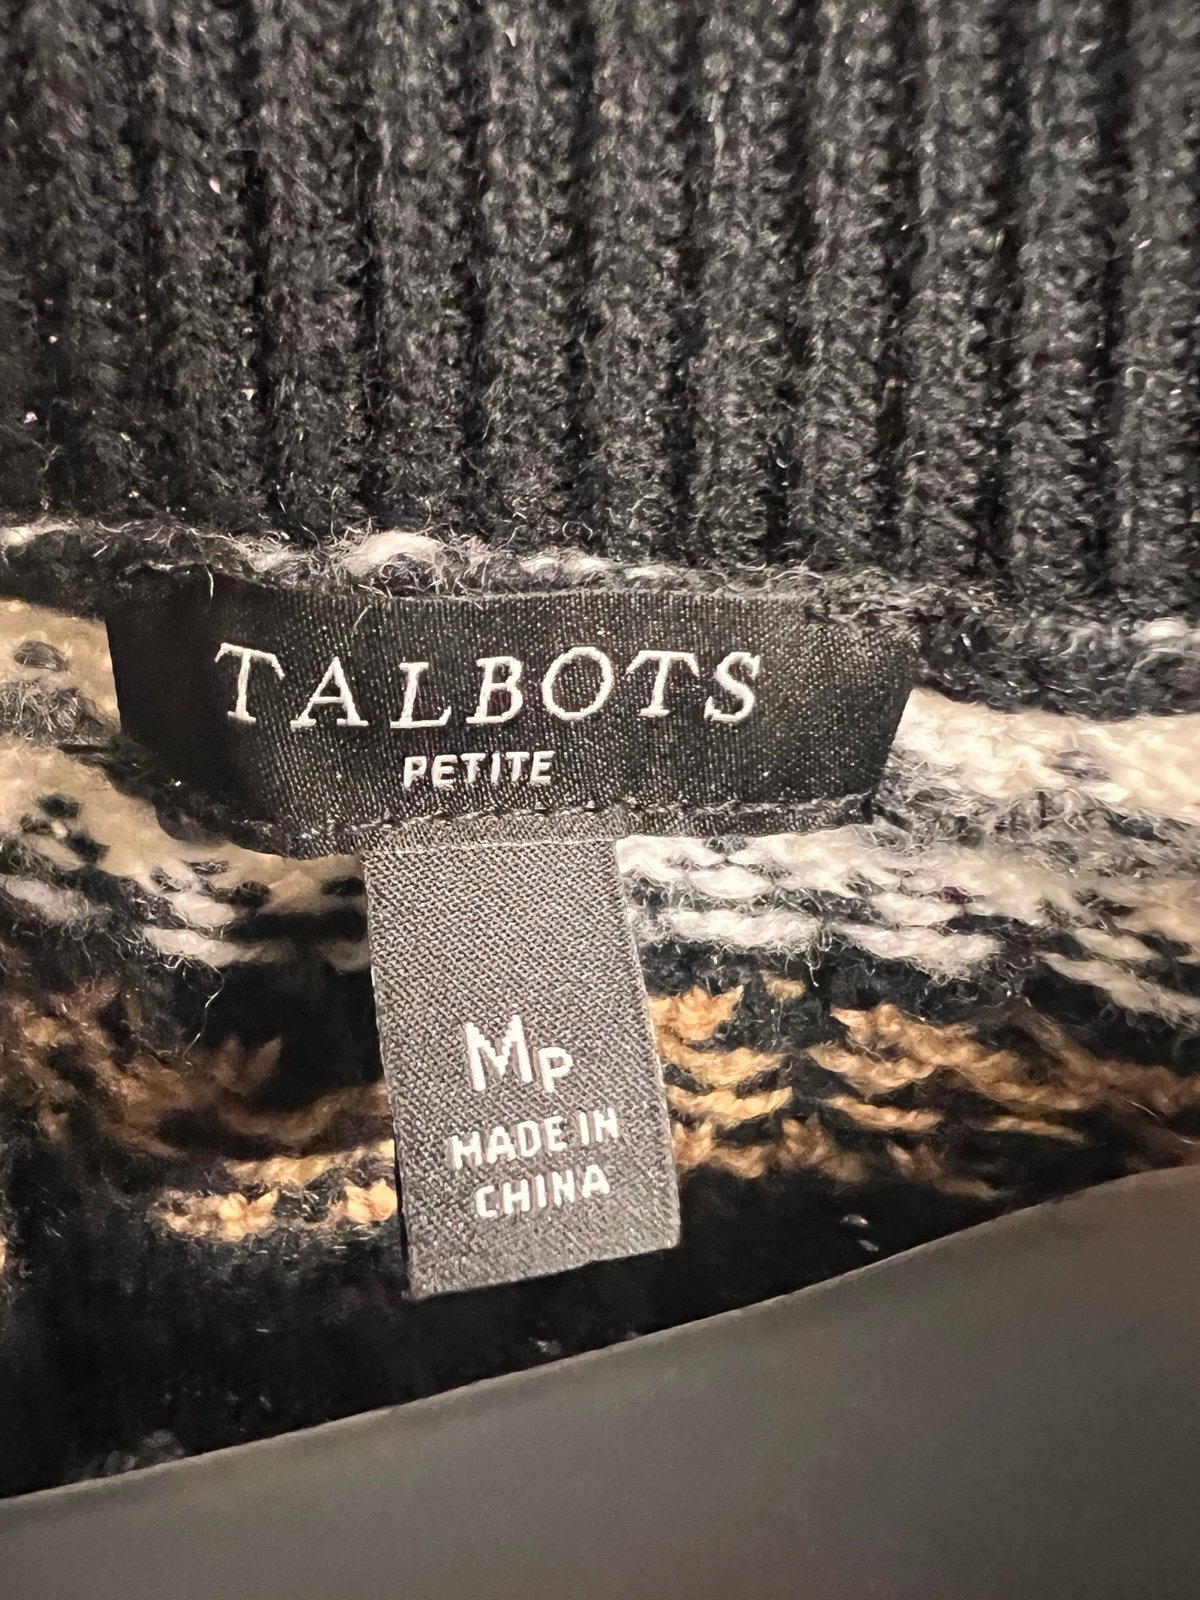 TALBOTS
PETITE
MP
MADE IN
CHINA